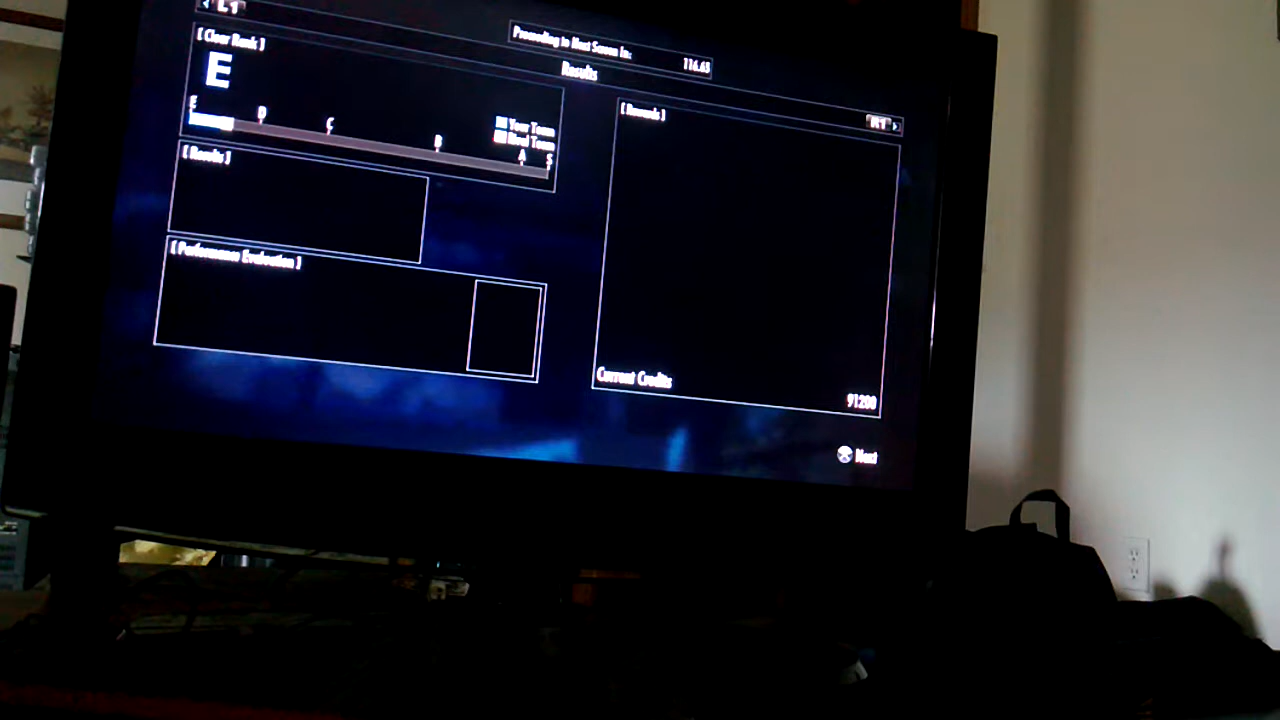 L1
Proceeding to Next Screen In:
116.65
Results
[ Clear Rank ]
E
E D C B A S
Your Team
Rival Team
[ Results ]
[ Performance Evaluation ]
[ Rewards ]
R1
Current Credits
91200
Next